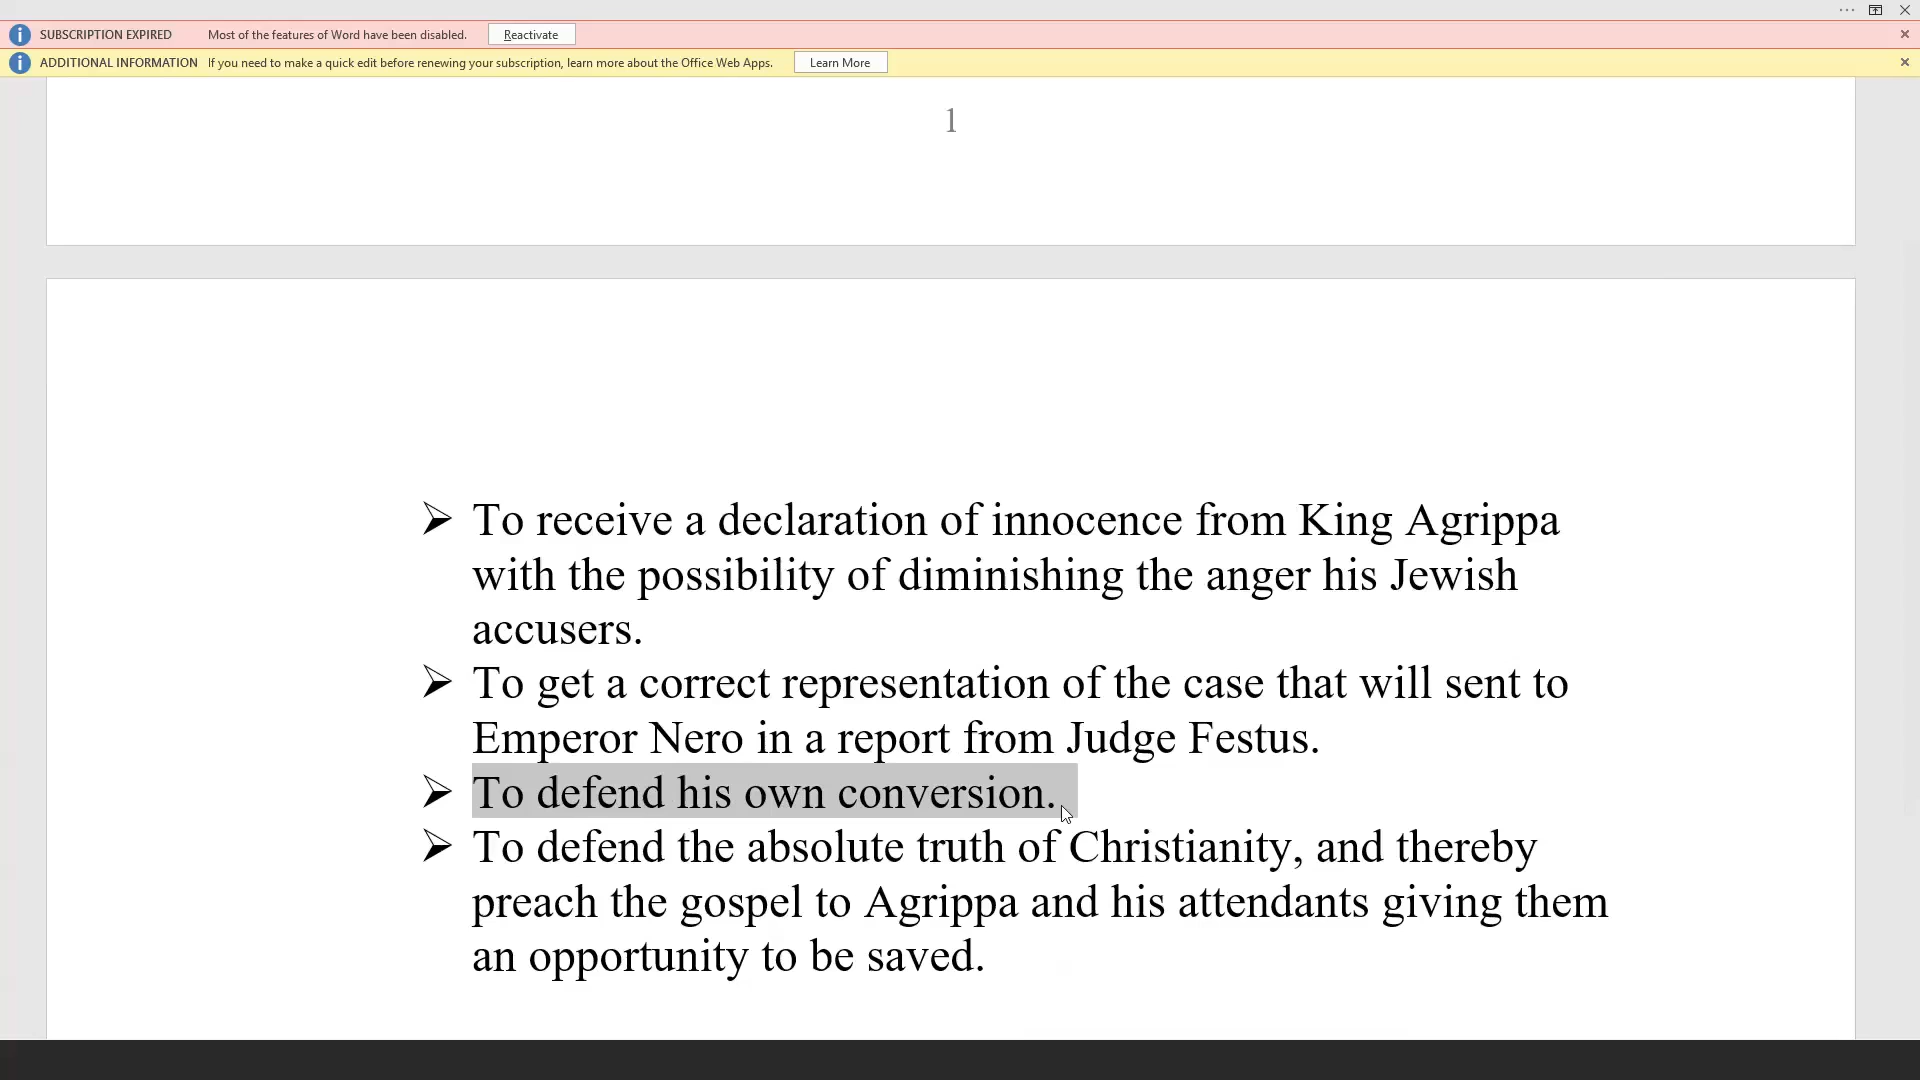 SUBSCRIPTION EXPIRED Most of the features of Word have been disabled. Reactivate
ADDITIONAL INFORMATION If you need to make a quick edit before renewing your subscription, learn more about the Office Web Apps. Learn More
1
➢ To receive a declaration of innocence from King Agrippa
with the possibility of diminishing the anger his Jewish
accusers.
➢ To get a correct representation of the case that will sent to
Emperor Nero in a report from Judge Festus.
➢ To defend his own conversion.
➢ To defend the absolute truth of Christianity, and thereby
preach the gospel to Agrippa and his attendants giving them
an opportunity to be saved.